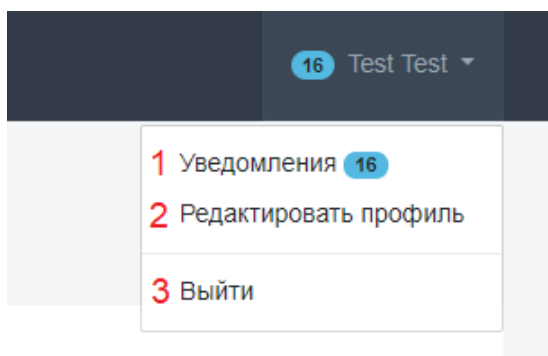 16 Test Test
1 Уведомления 16
2 Редактировать профиль
3 Выйти